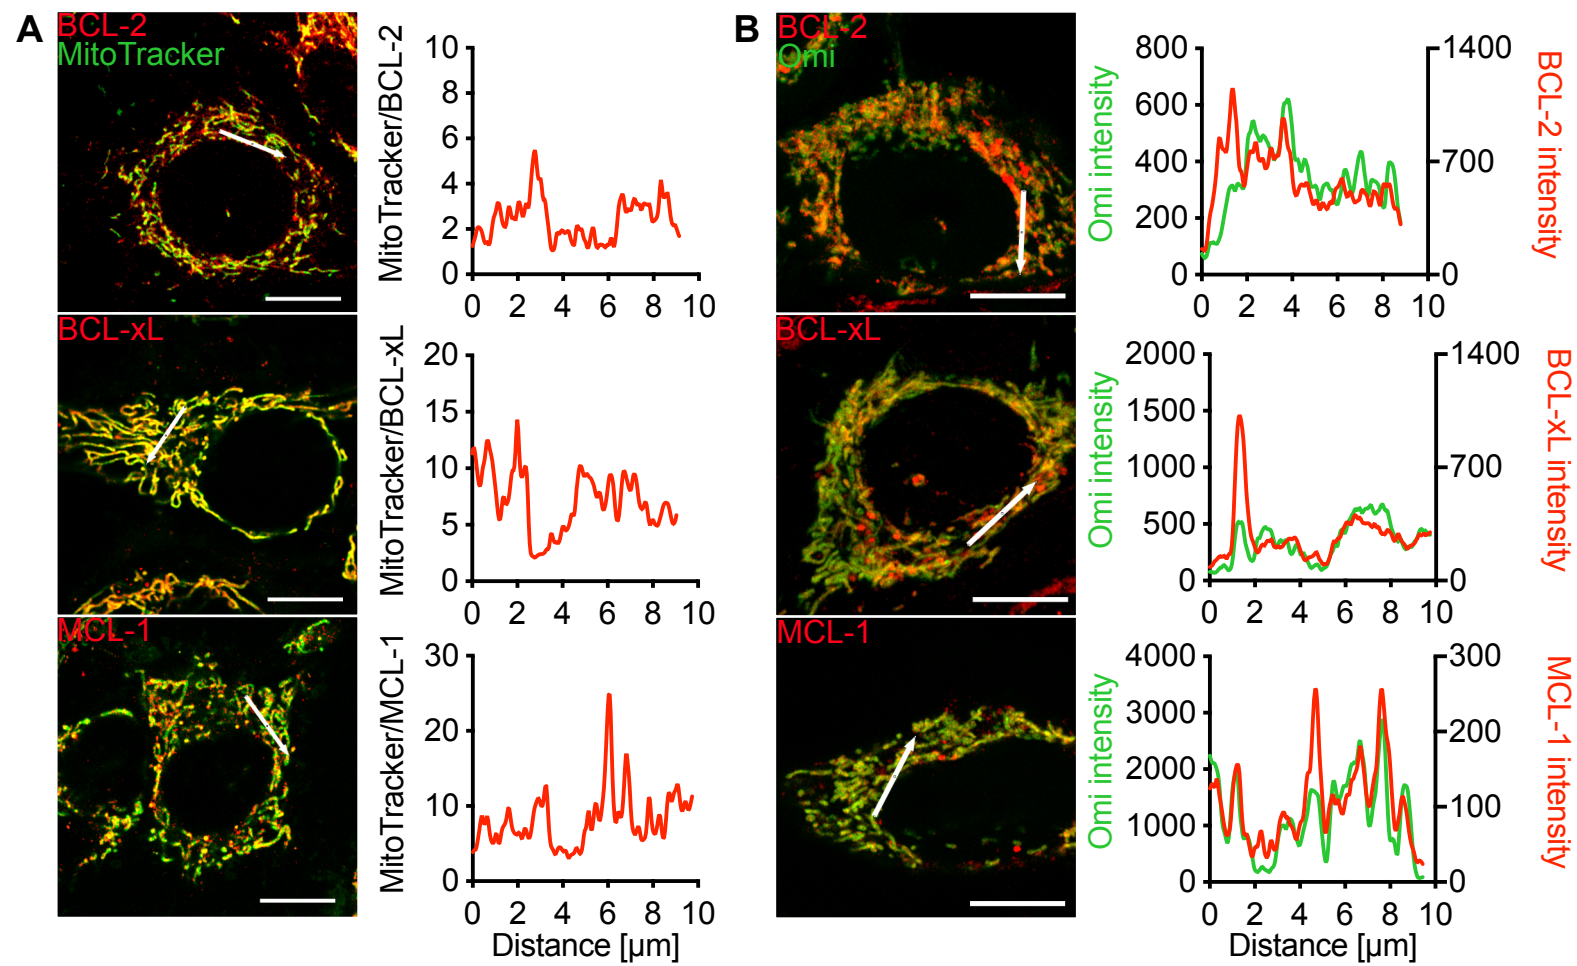 A
BCL-2
MitoTracker
MitoTracker/BCL-2
10
8
6
4
2
0
0 2 4 6 8 10
BCL-xL
MitoTracker/BCL-xL
20
15
10
5
0
0 2 4 6 8 10
MCL-1
MitoTracker/MCL-1
30
20
10
0
0 2 4 6 8 10
Distance [µm]
B
BCL-2
Omi
Omi intensity
800
600
400
200
0
1400
700
0
BCL-2 intensity
0 2 4 6 8 10
BCL-xL
Omi intensity
2000
1500
1000
500
0
1400
700
0
BCL-xL intensity
0 2 4 6 8 10
MCL-1
Omi intensity
4000
3000
2000
1000
0
300
200
100
0
MCL-1 intensity
0 2 4 6 8 10
Distance [µm]